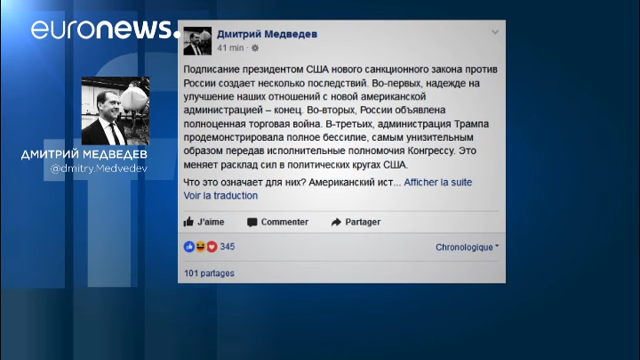 euronews.
Дмитрий Медведев
41 min
Подписание президентом США нового санкционного закона против
России создает несколько последствий. Во-первых, надежде на
улучшение наших отношений с новой американской
администрацией – конец. Во-вторых, России объявлена
полноценная торговая война. В-третьих, администрация Трампа
продемонстрировала полное бессилие, самым унизительным
образом передав исполнительные полномочия Конгрессу. Это
меняет расклад сил в политических кругах США.
Что это означает для них? Американский ист... Afficher la suite
Voir la traduction
J'aime Commenter Partager
345 Chronologique
101 partages
ДМИТРИЙ МЕДВЕДЕВ
@dmitry.Medvedev